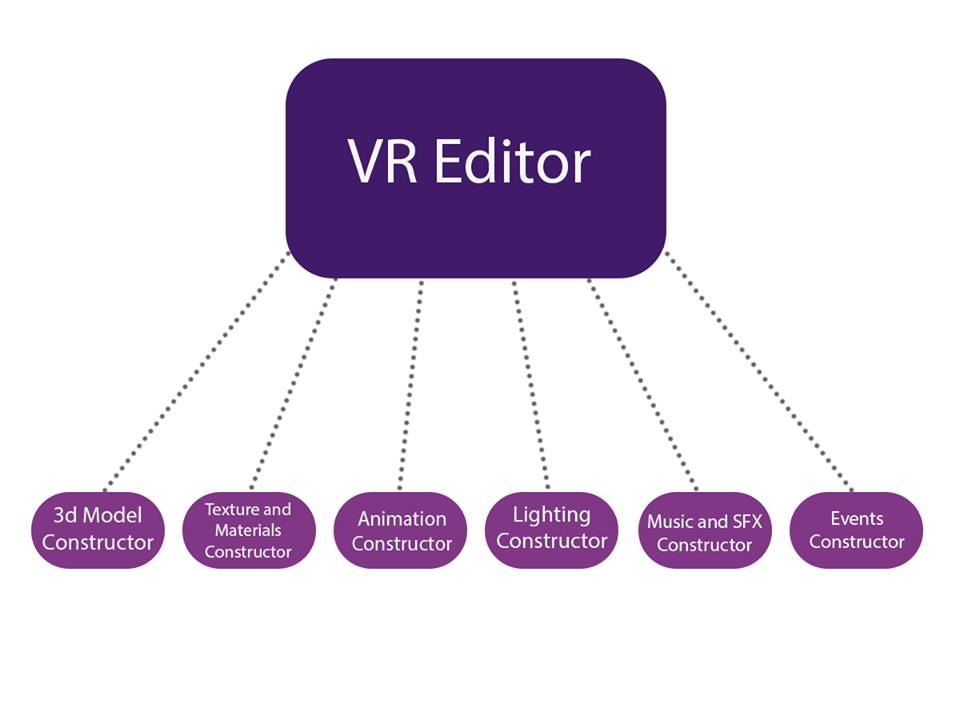 VR Editor
3d Model
Constructor
Texture and
Materials
Constructor
Animation
Constructor
Lighting
Constructor
Music and SFX
Constructor
Events
Constructor